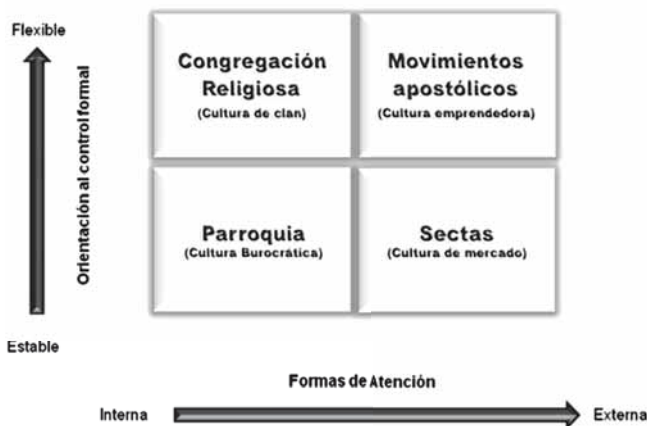 Flexible
Orientación al control formal
Estable
Congregación
Religiosa
(Cultura de clan)
Movimientos
apostólicos
(Cultura emprendedora)
Parroquia
(Cultura Burocrática)
Sectas
(Cultura de mercado)
Formas de Atención
Interna
Externa